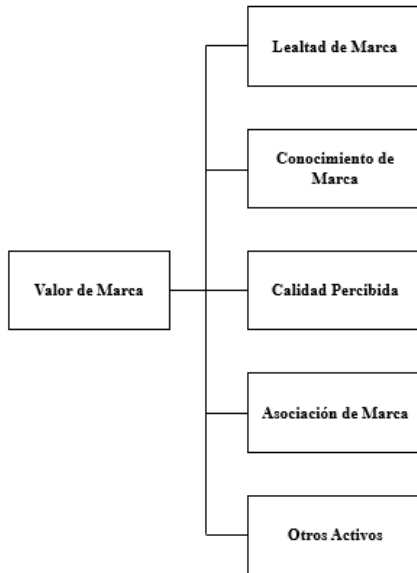 Lealtad de Marca
Conocimiento de
Marca
Valor de Marca
Calidad Percibida
Asociación de Marca
Otros Activos